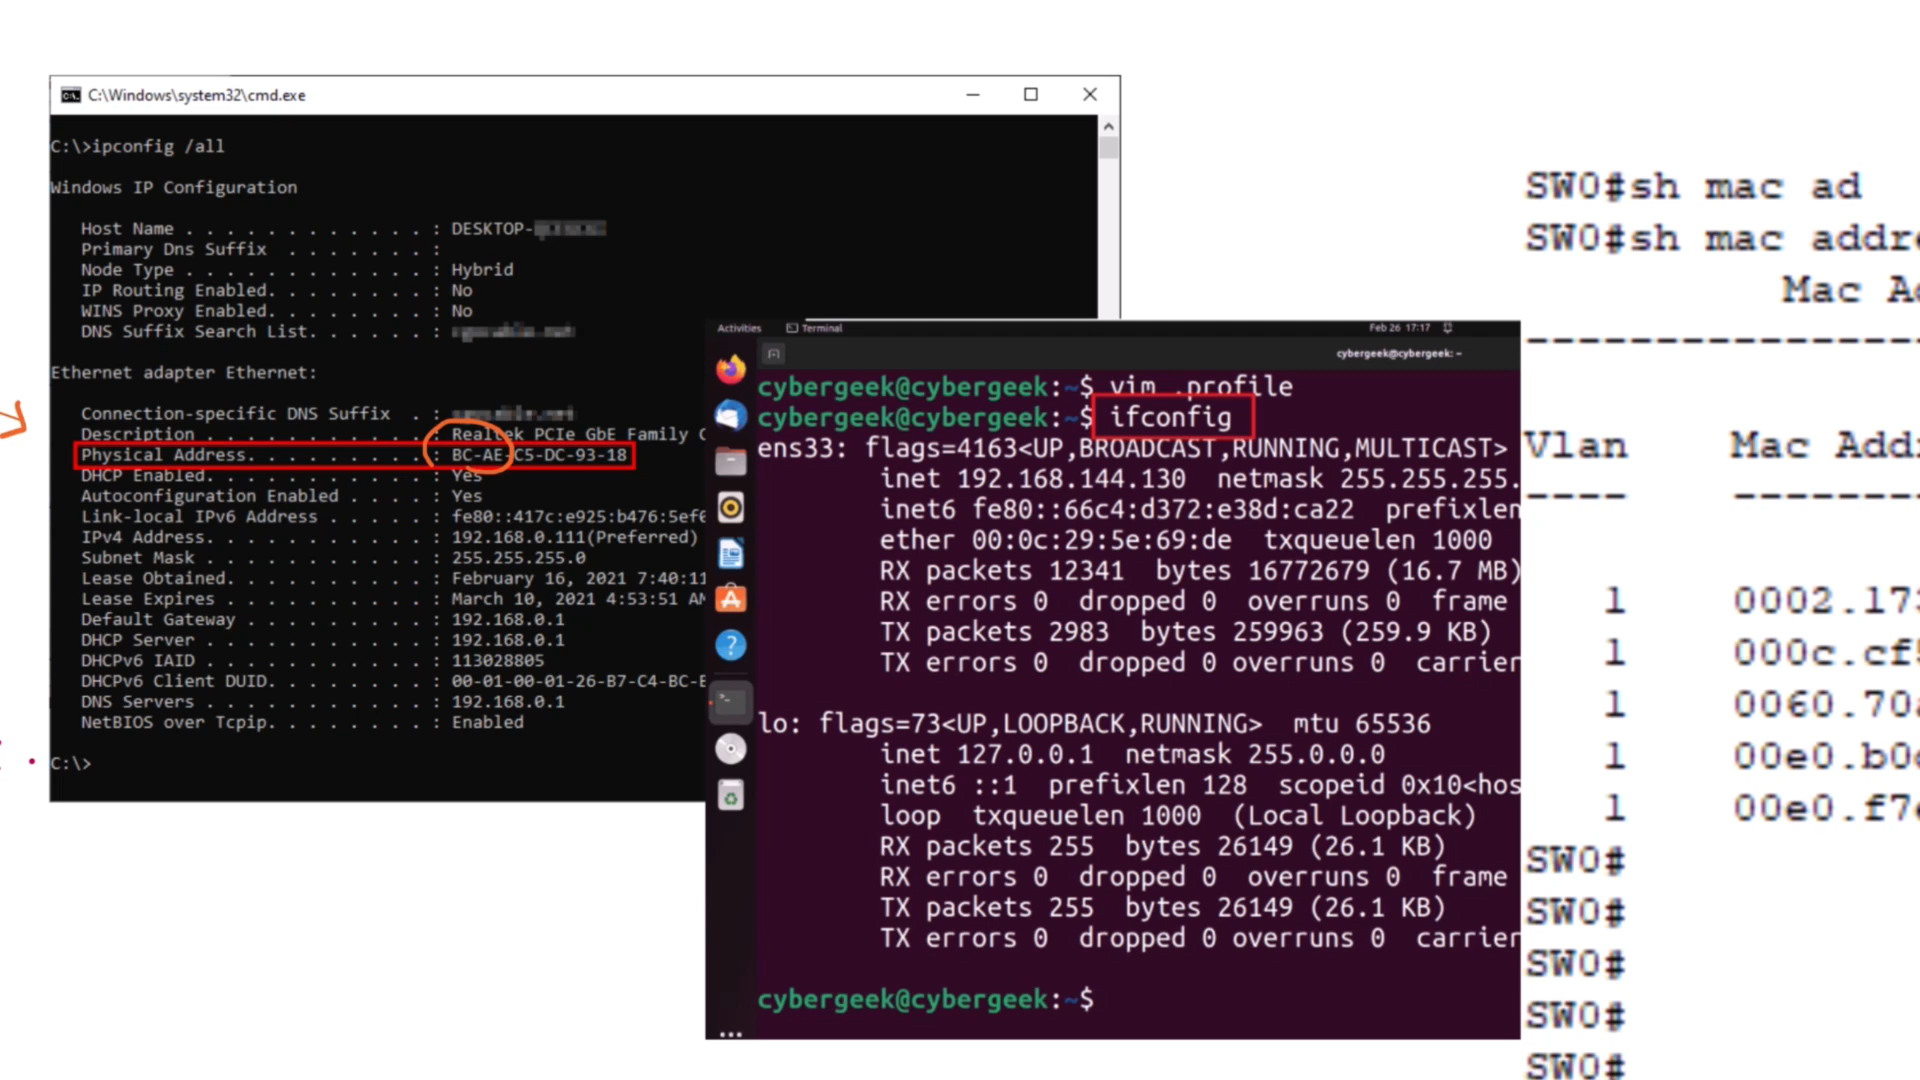 C:\Windows\system32\cmd.exe
C:\>ipconfig /all
Windows IP Configuration
Host Name . . . . . . . . . . . . : DESKTOP-
Primary Dns Suffix . . . . . . . :
Node Type . . . . . . . . . . . . : Hybrid
IP Routing Enabled. . . . . . . . : No
WINS Proxy Enabled. . . . . . . . : No
DNS Suffix Search List. . . . . . :
Ethernet adapter Ethernet:
Connection-specific DNS Suffix . :
Description . . . . . . . . . . . : Realtek PCIe GbE Family C
Physical Address. . . . . . . . . : BC-AE-C5-DC-93-18
DHCP Enabled. . . . . . . . . . . : Yes
Autoconfiguration Enabled . . . . : Yes
Link-local IPv6 Address . . . . . : fe80::417c:e925:b476:5ef
IPv4 Address. . . . . . . . . . . : 192.168.0.111(Preferred)
Subnet Mask . . . . . . . . . . . : 255.255.255.0
Lease Obtained. . . . . . . . . . : February 16, 2021 7:40:11
Lease Expires . . . . . . . . . . : March 10, 2021 4:53:51 AM
Default Gateway . . . . . . . . . : 192.168.0.1
DHCP Server . . . . . . . . . . . : 192.168.0.1
DHCPv6 IAID . . . . . . . . . . . : 113028805
DHCPv6 Client DUID. . . . . . . . : 00-01-00-01-26-B7-C4-BC-
DNS Servers . . . . . . . . . . . : 192.168.0.1
NetBIOS over Tcpip. . . . . . . . : Enabled
C:\>
Activities Terminal Feb 26 17:17
cybergeek@cybergeek: ~
cybergeek@cybergeek:~$ vim .profile
cybergeek@cybergeek:~$ ifconfig
ens33: flags=4163<UP,BROADCAST,RUNNING,MULTICAST>
inet 192.168.144.130 netmask 255.255.255.
inet6 fe80::66c4:d372:e38d:ca22 prefixlen
ether 00:0c:29:5e:69:de txqueuelen 1000
RX packets 12341 bytes 16772679 (16.7 MB)
RX errors 0 dropped 0 overruns 0 frame
TX packets 2983 bytes 259963 (259.9 KB)
TX errors 0 dropped 0 overruns 0 carrier
lo: flags=73<UP,LOOPBACK,RUNNING> mtu 65536
inet 127.0.0.1 netmask 255.0.0.0
inet6 ::1 prefixlen 128 scopeid 0x10<hos
loop txqueuelen 1000 (Local Loopback)
RX packets 255 bytes 26149 (26.1 KB)
RX errors 0 dropped 0 overruns 0 frame
TX packets 255 bytes 26149 (26.1 KB)
TX errors 0 dropped 0 overruns 0 carrier
cybergeek@cybergeek:~$
SW0#sh mac ad
SW0#sh mac addre
Mac Ad
Vlan Mac Add
1 0002.173
1 000c.cf5
1 0060.70a
1 00e0.b0
1 00e0.f7
SW0#
SW0#
SW0#
SW0#
SW0#